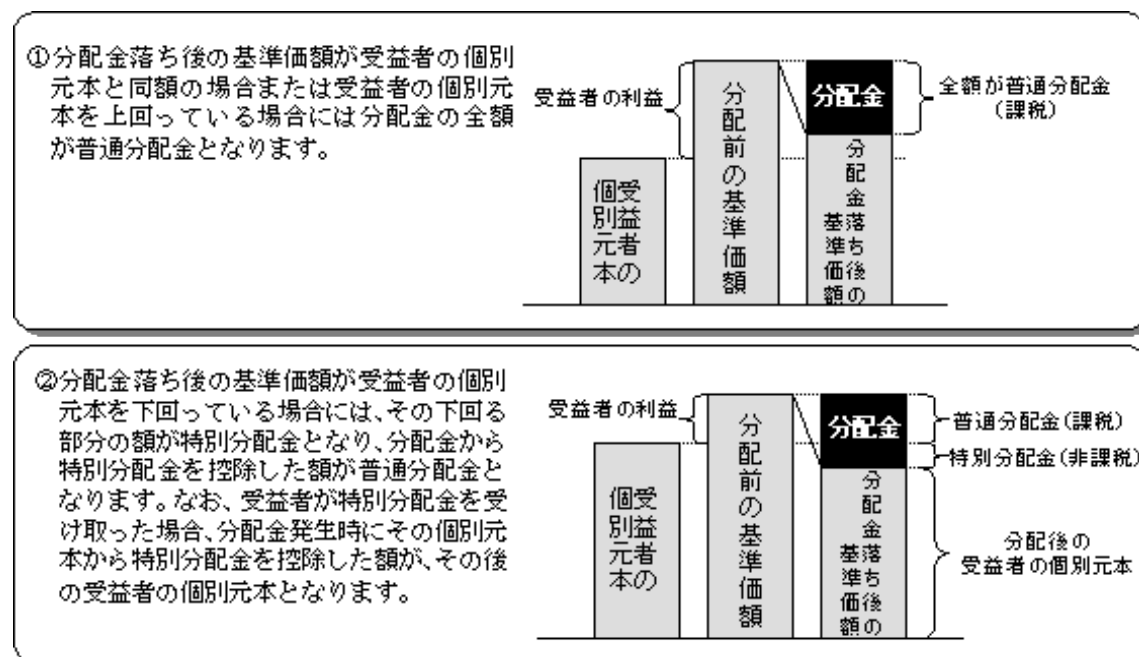 ①分配金落ち後の基準価額が受益者の個別
元本と同額の場合または受益者の個別元
本を上回っている場合には分配金の全額
が普通分配金となります。
受益者の利益
受益者の
個別元本
分配前の基準価額
分配金
分配金落ち後の
基準価額
全額が普通分配金
(課税)
②分配金落ち後の基準価額が受益者の個別
元本を下回っている場合には、その下回る
部分の額が特別分配金となり、分配金から
特別分配金を控除した額が普通分配金と
なります。なお、受益者が特別分配金を受
け取った場合、分配金発生時にその個別元
本から特別分配金を控除した額が、その後
の受益者の個別元本となります。
受益者の利益
受益者の
個別元本
分配前の基準価額
分配金
分配金落ち後の
基準価額
普通分配金(課税)
特別分配金(非課税)
分配後の
受益者の個別元本